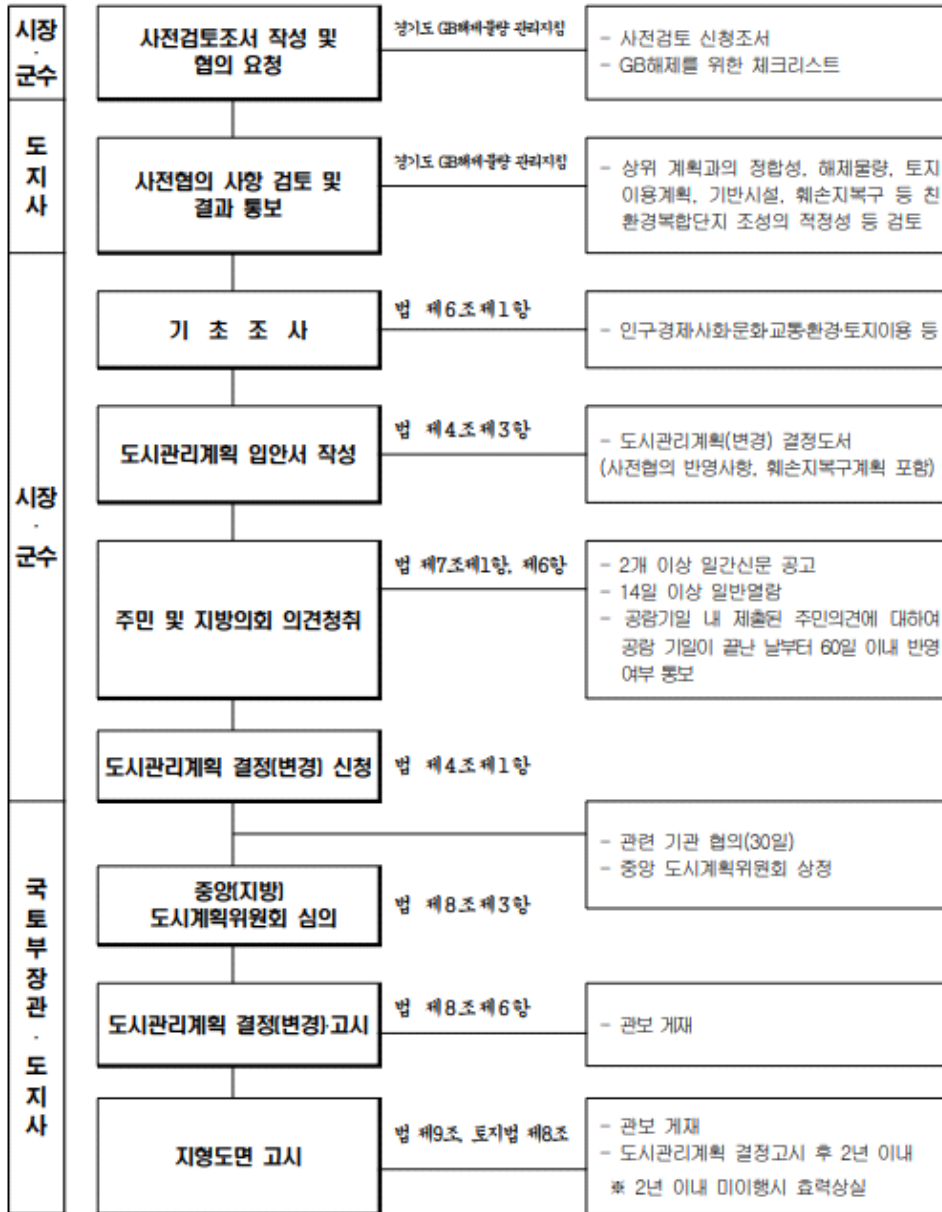 시장
·
군수
사전검토조서 작성 및
협의 요청
경기도 GB해제물량 관리지침
- 사전검토 신청조서
- GB해제를 위한 체크리스트
도
지
사
사전협의 사항 검토 및
결과 통보
경기도 GB해제물량 관리지침
- 상위 계획과의 정합성, 해제물량, 토지
이용계획, 기반시설, 훼손지복구 등 친
환경복합단지 조성의 적정성 등 검토
시장
·
군수
기 초 조 사
법 제6조제1항
- 인구·경제·사회·문화·교통·환경·토지이용 등
도시관리계획 입안서 작성
법 제4조제3항
- 도시관리계획(변경) 결정도서
(사전협의 반영사항, 훼손지복구계획 포함)
주민 및 지방의회 의견청취
법 제7조제1항, 제6항
- 2개 이상 일간신문 공고
- 14일 이상 일반열람
- 공람기일 내 제출된 주민의견에 대하여
공람 기일이 끝난 날부터 60일 이내 반영
여부 통보
도시관리계획 결정(변경) 신청
법 제4조제1항
국
토
부
장
관
·
도
지
사
- 관련 기관 협의(30일)
- 중앙 도시계획위원회 상정
중앙(지방)
도시계획위원회 심의
법 제8조제3항
도시관리계획 결정(변경)·고시
법 제8조제6항
- 관보 게재
지형도면 고시
법 제9조, 토지법 제8조
- 관보 게재
- 도시관리계획 결정고시 후 2년 이내
※ 2년 이내 미이행시 효력상실